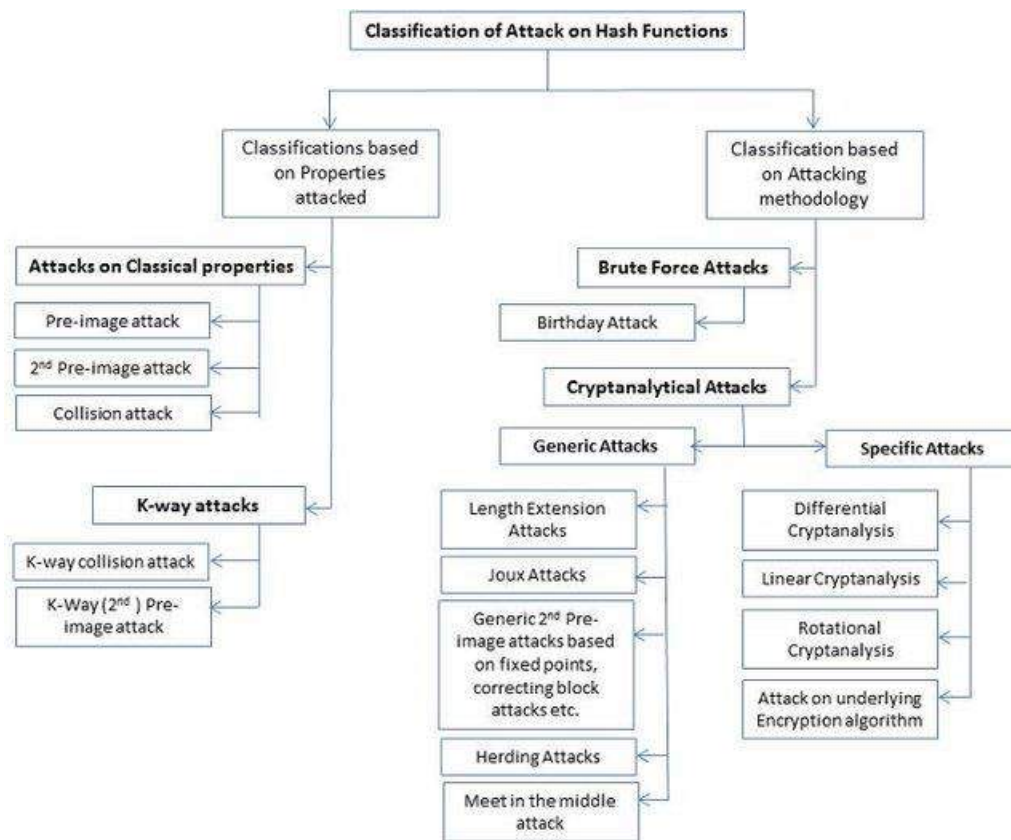 Classification of Attack on Hash Functions
Classifications based
on Properties
attacked
Classification based
on Attacking
methodology
Attacks on Classical properties
Pre-image attack
2nd Pre-image attack
Collision attack
K-way attacks
K-way collision attack
K-Way (2nd ) Pre-
image attack
Brute Force Attacks
Birthday Attack
Cryptanalytical Attacks
Generic Attacks
Length Extension
Attacks
Joux Attacks
Generic 2nd Pre-
image attacks based
on fixed points,
correcting block
attacks etc.
Herding Attacks
Meet in the middle
attack
Specific Attacks
Differential
Cryptanalysis
Linear Cryptanalysis
Rotational
Cryptanalysis
Attack on underlying
Encryption algorithm